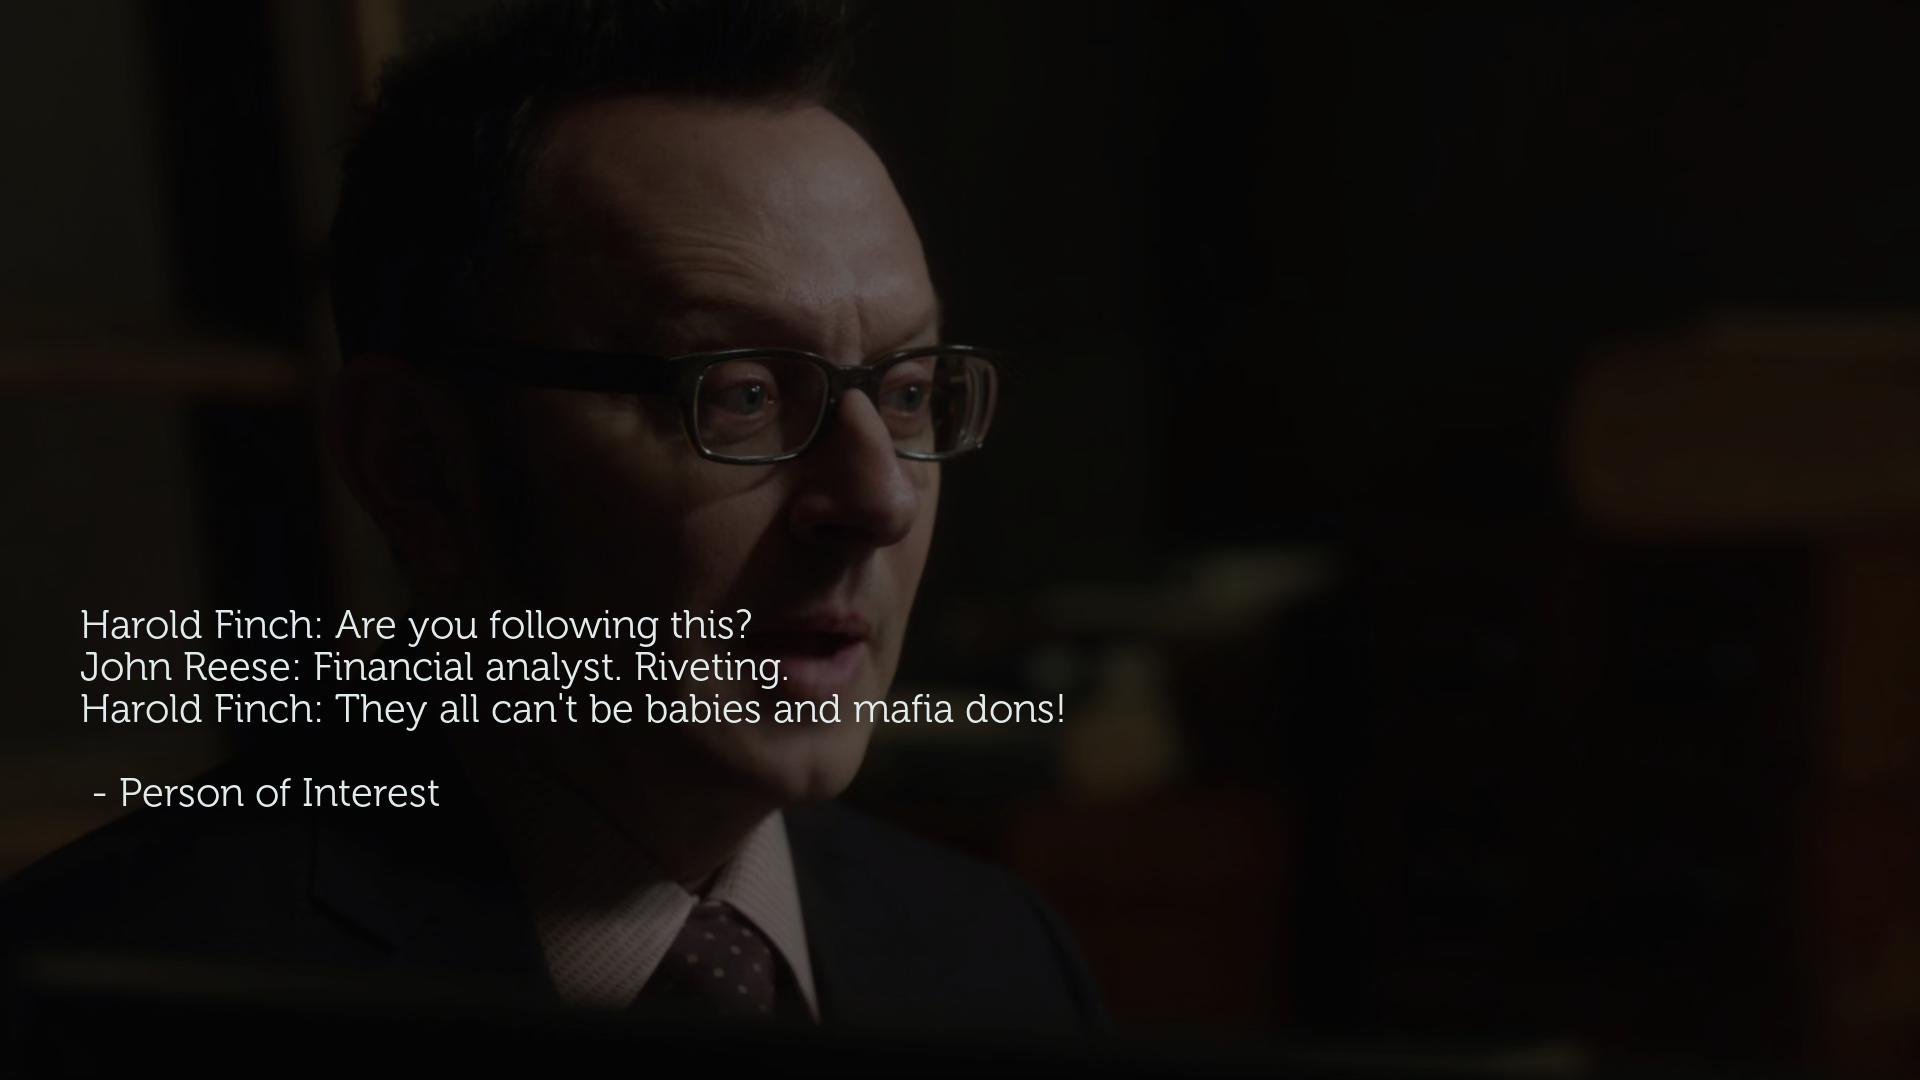 Harold Finch: Are you following this?
John Reese: Financial analyst. Riveting.
Harold Finch: They all can't be babies and mafia dons!
- Person of Interest